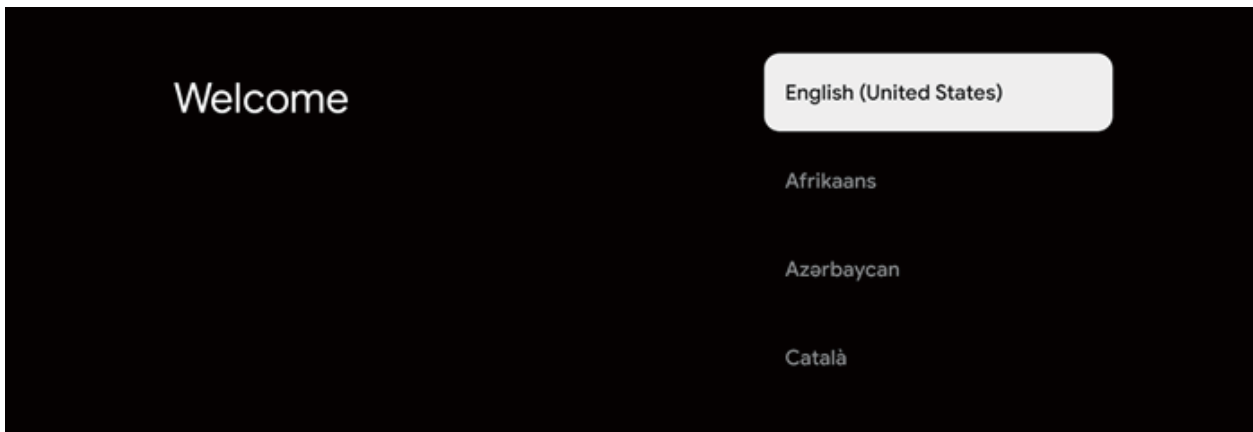 Welcome
English (United States)
Afrikaans
Azərbaycan
Català